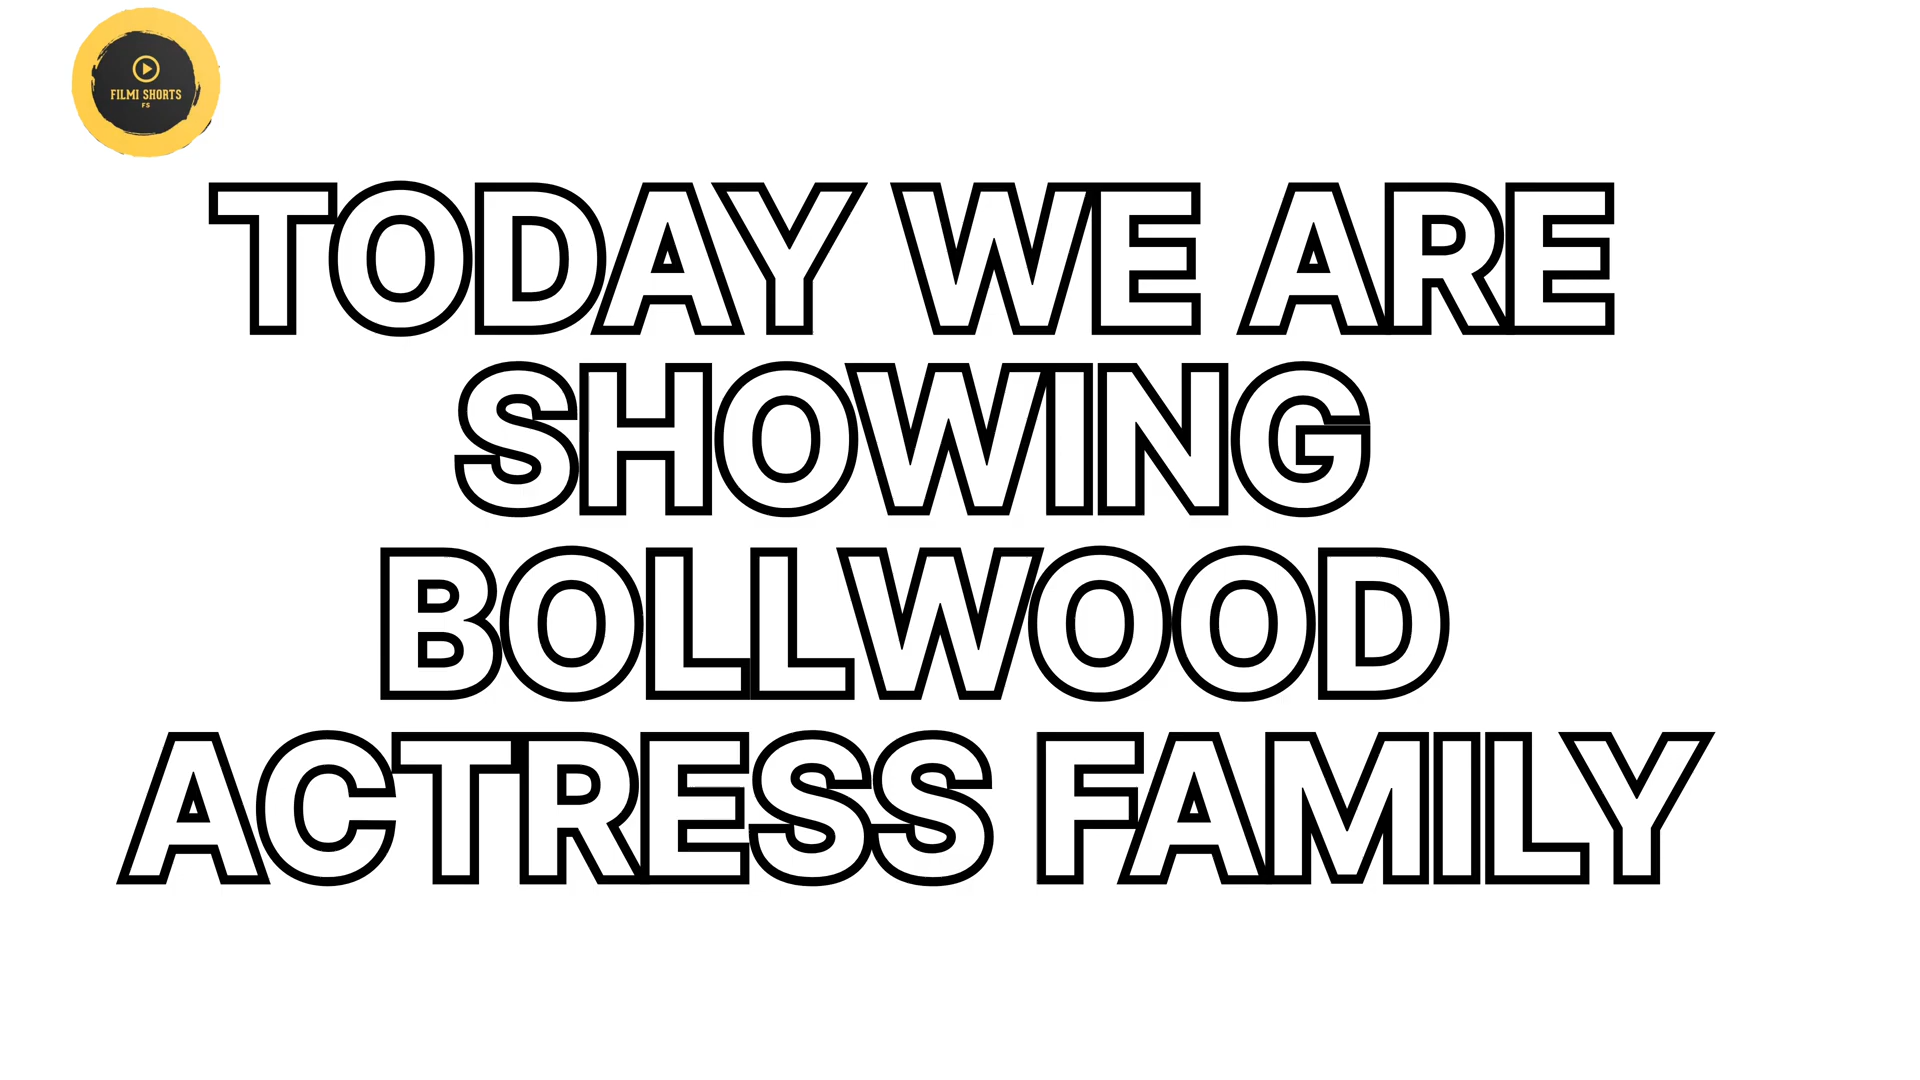 FILMI SHORTS
FS
TODAY WE ARE
SHOWING
BOLLWOOD
ACTRESS FAMILY